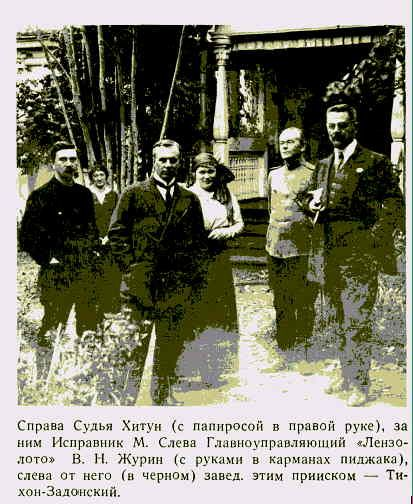 Справа Судья Хитун (с папиросой в правой руке), за
ним Исправник М. Слева Главноуправляющий «Лензо-
лото» В. Н. Журин (с руками в карманах пиджака),
слева от него (в черном) завед. этим прииском — Ти-
хон-Задонский.